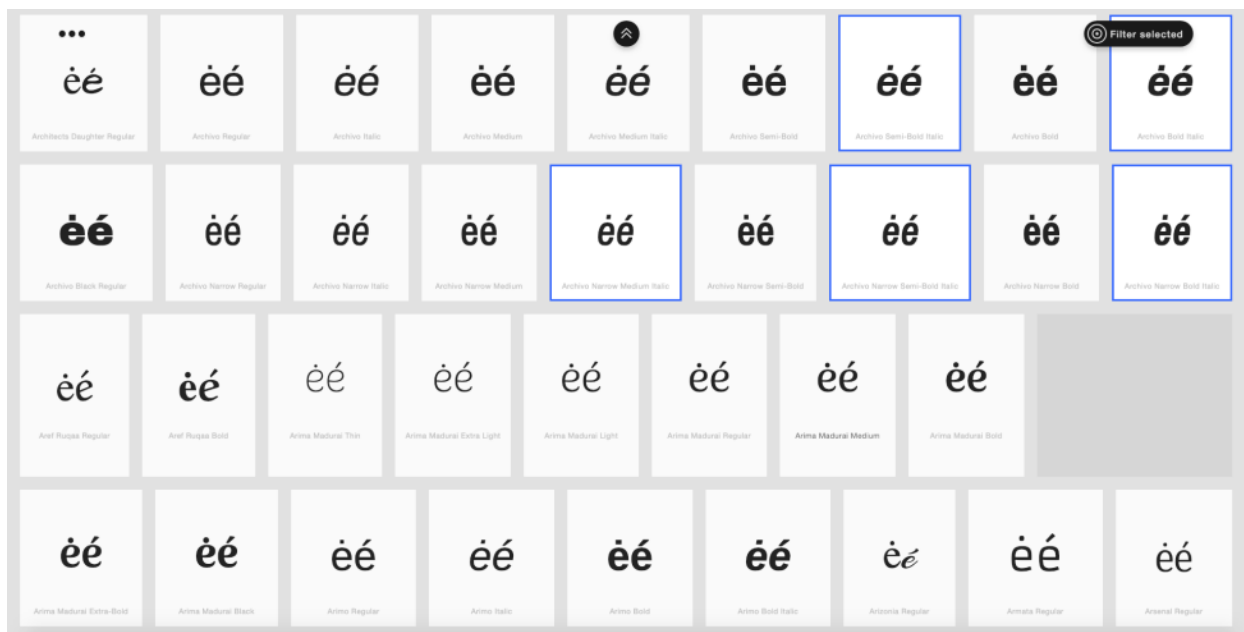 •••
Filter selected
ėé ėé ėé ėé ėé ėé ėé ėé ėé
Architects Daughter Regular Archivo Regular Archivo Italic Archivo Medium Archivo Medium Italic Archivo Semi-Bold Archivo Semi-Bold Italic Archivo Bold Archivo Bold Italic
ėé ėé ėé ėé ėé ėé ėé ėé ėé
Archivo Black Regular Archivo Narrow Regular Archivo Narrow Italic Archivo Narrow Medium Archivo Narrow Medium Italic Archivo Narrow Semi-Bold Archivo Narrow Semi-Bold Italic Archivo Narrow Bold Archivo Narrow Bold Italic
ėé ėé ėé ėé ėé ėé ėé ėé
Aref Ruqaa Regular Aref Ruqaa Bold Arima Madurai Thin Arima Madurai Extra Light Arima Madurai Light Arima Madurai Regular Arima Madurai Medium Arima Madurai Bold
ėé ėé ėé ėé ėé ėé ėé ėé ėé
Arima Madurai Extra-Bold Arima Madurai Black Arimo Regular Arimo Italic Arimo Bold Arimo Bold Italic Arizonia Regular Armata Regular Arsenal Regular